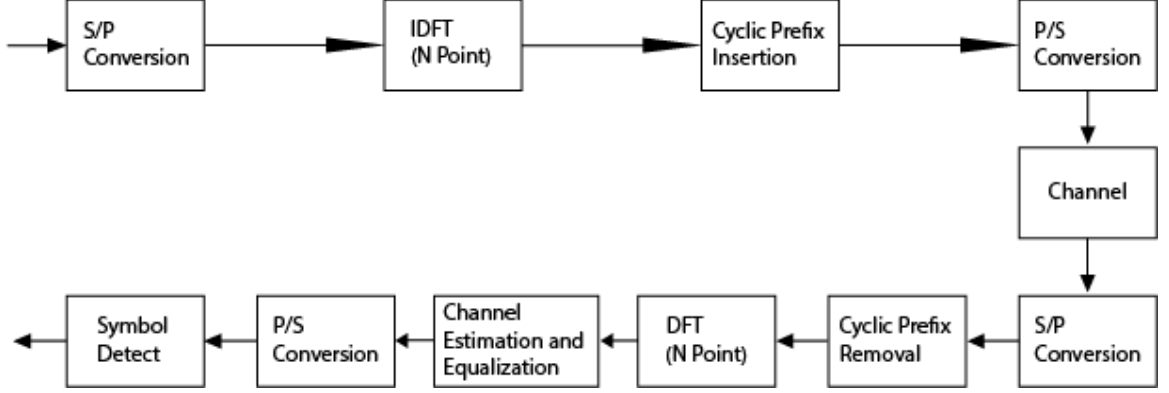 S/P
Conversion
IDFT
(N Point)
Cyclic Prefix
Insertion
P/S
Conversion
Channel
S/P
Conversion
Cyclic Prefix
Removal
DFT
(N Point)
Channel
Estimation and
Equalization
P/S
Conversion
Symbol
Detect